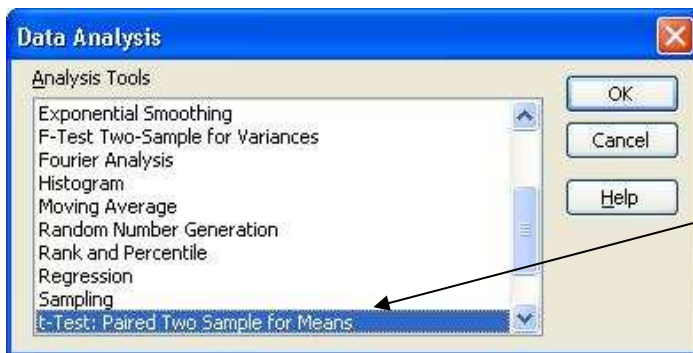 Data Analysis
Analysis Tools
Exponential Smoothing
F-Test Two-Sample for Variances
Fourier Analysis
Histogram
Moving Average
Random Number Generation
Rank and Percentile
Regression
Sampling
t-Test: Paired Two Sample for Means
OK
Cancel
Help